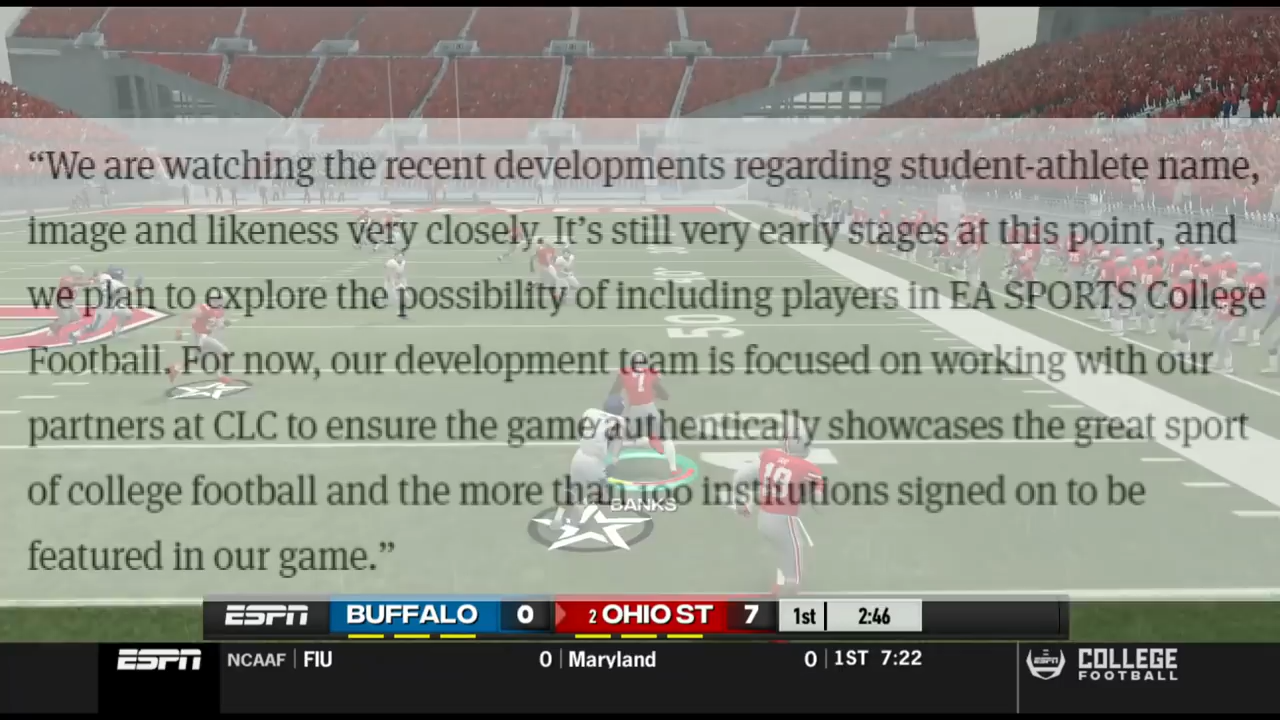 “We are watching the recent developments regarding student-athlete name,
image and likeness very closely. It’s still very early stages at this point, and
we plan to explore the possibility of including players in EA SPORTS College
Football. For now, our development team is focused on working with our
partners at CLC to ensure the game authentically showcases the great sport
of college football and the more than 100 institutions signed on to be
featured in our game.”
50
7
18
BANKS
ESPN BUFFALO 0 2 OHIO ST 7 1st 2:46
ESPN NCAAF FIU 0 Maryland 0 1ST 7:22 ESPN COLLEGE
FOOTBALL